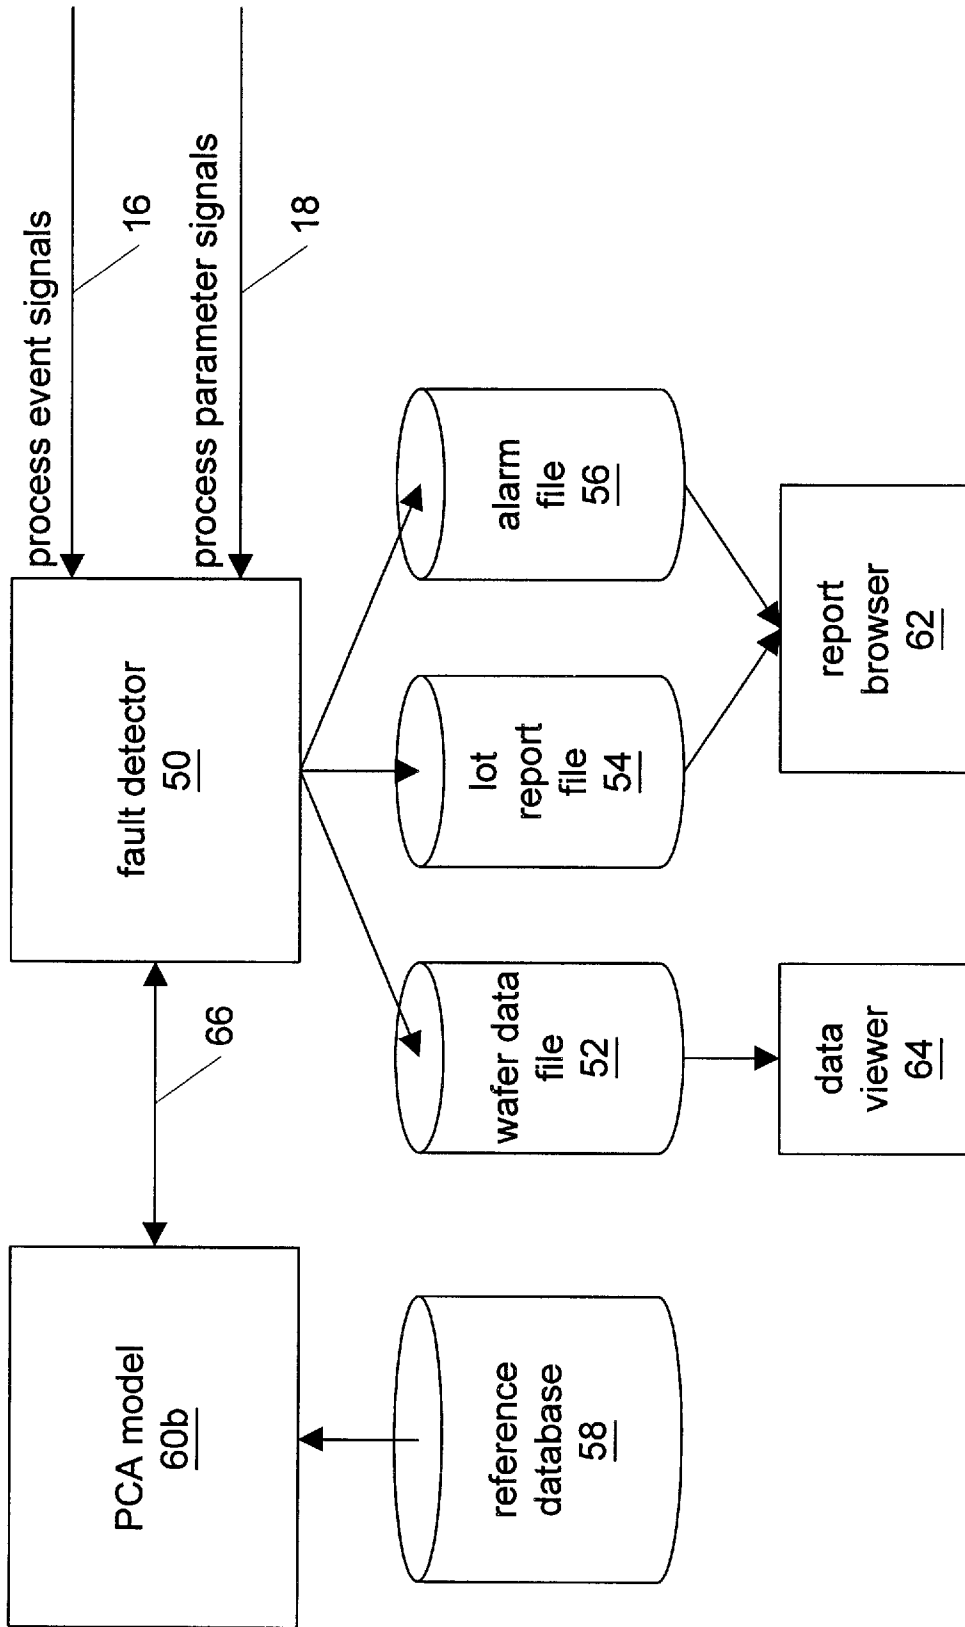 process event signals
16
process parameter signals
18
PCA model
60b
66
fault detector
50
reference
database
58
wafer data
file
52
lot
report
file
54
alarm
file
56
data
viewer
64
report
browser
62